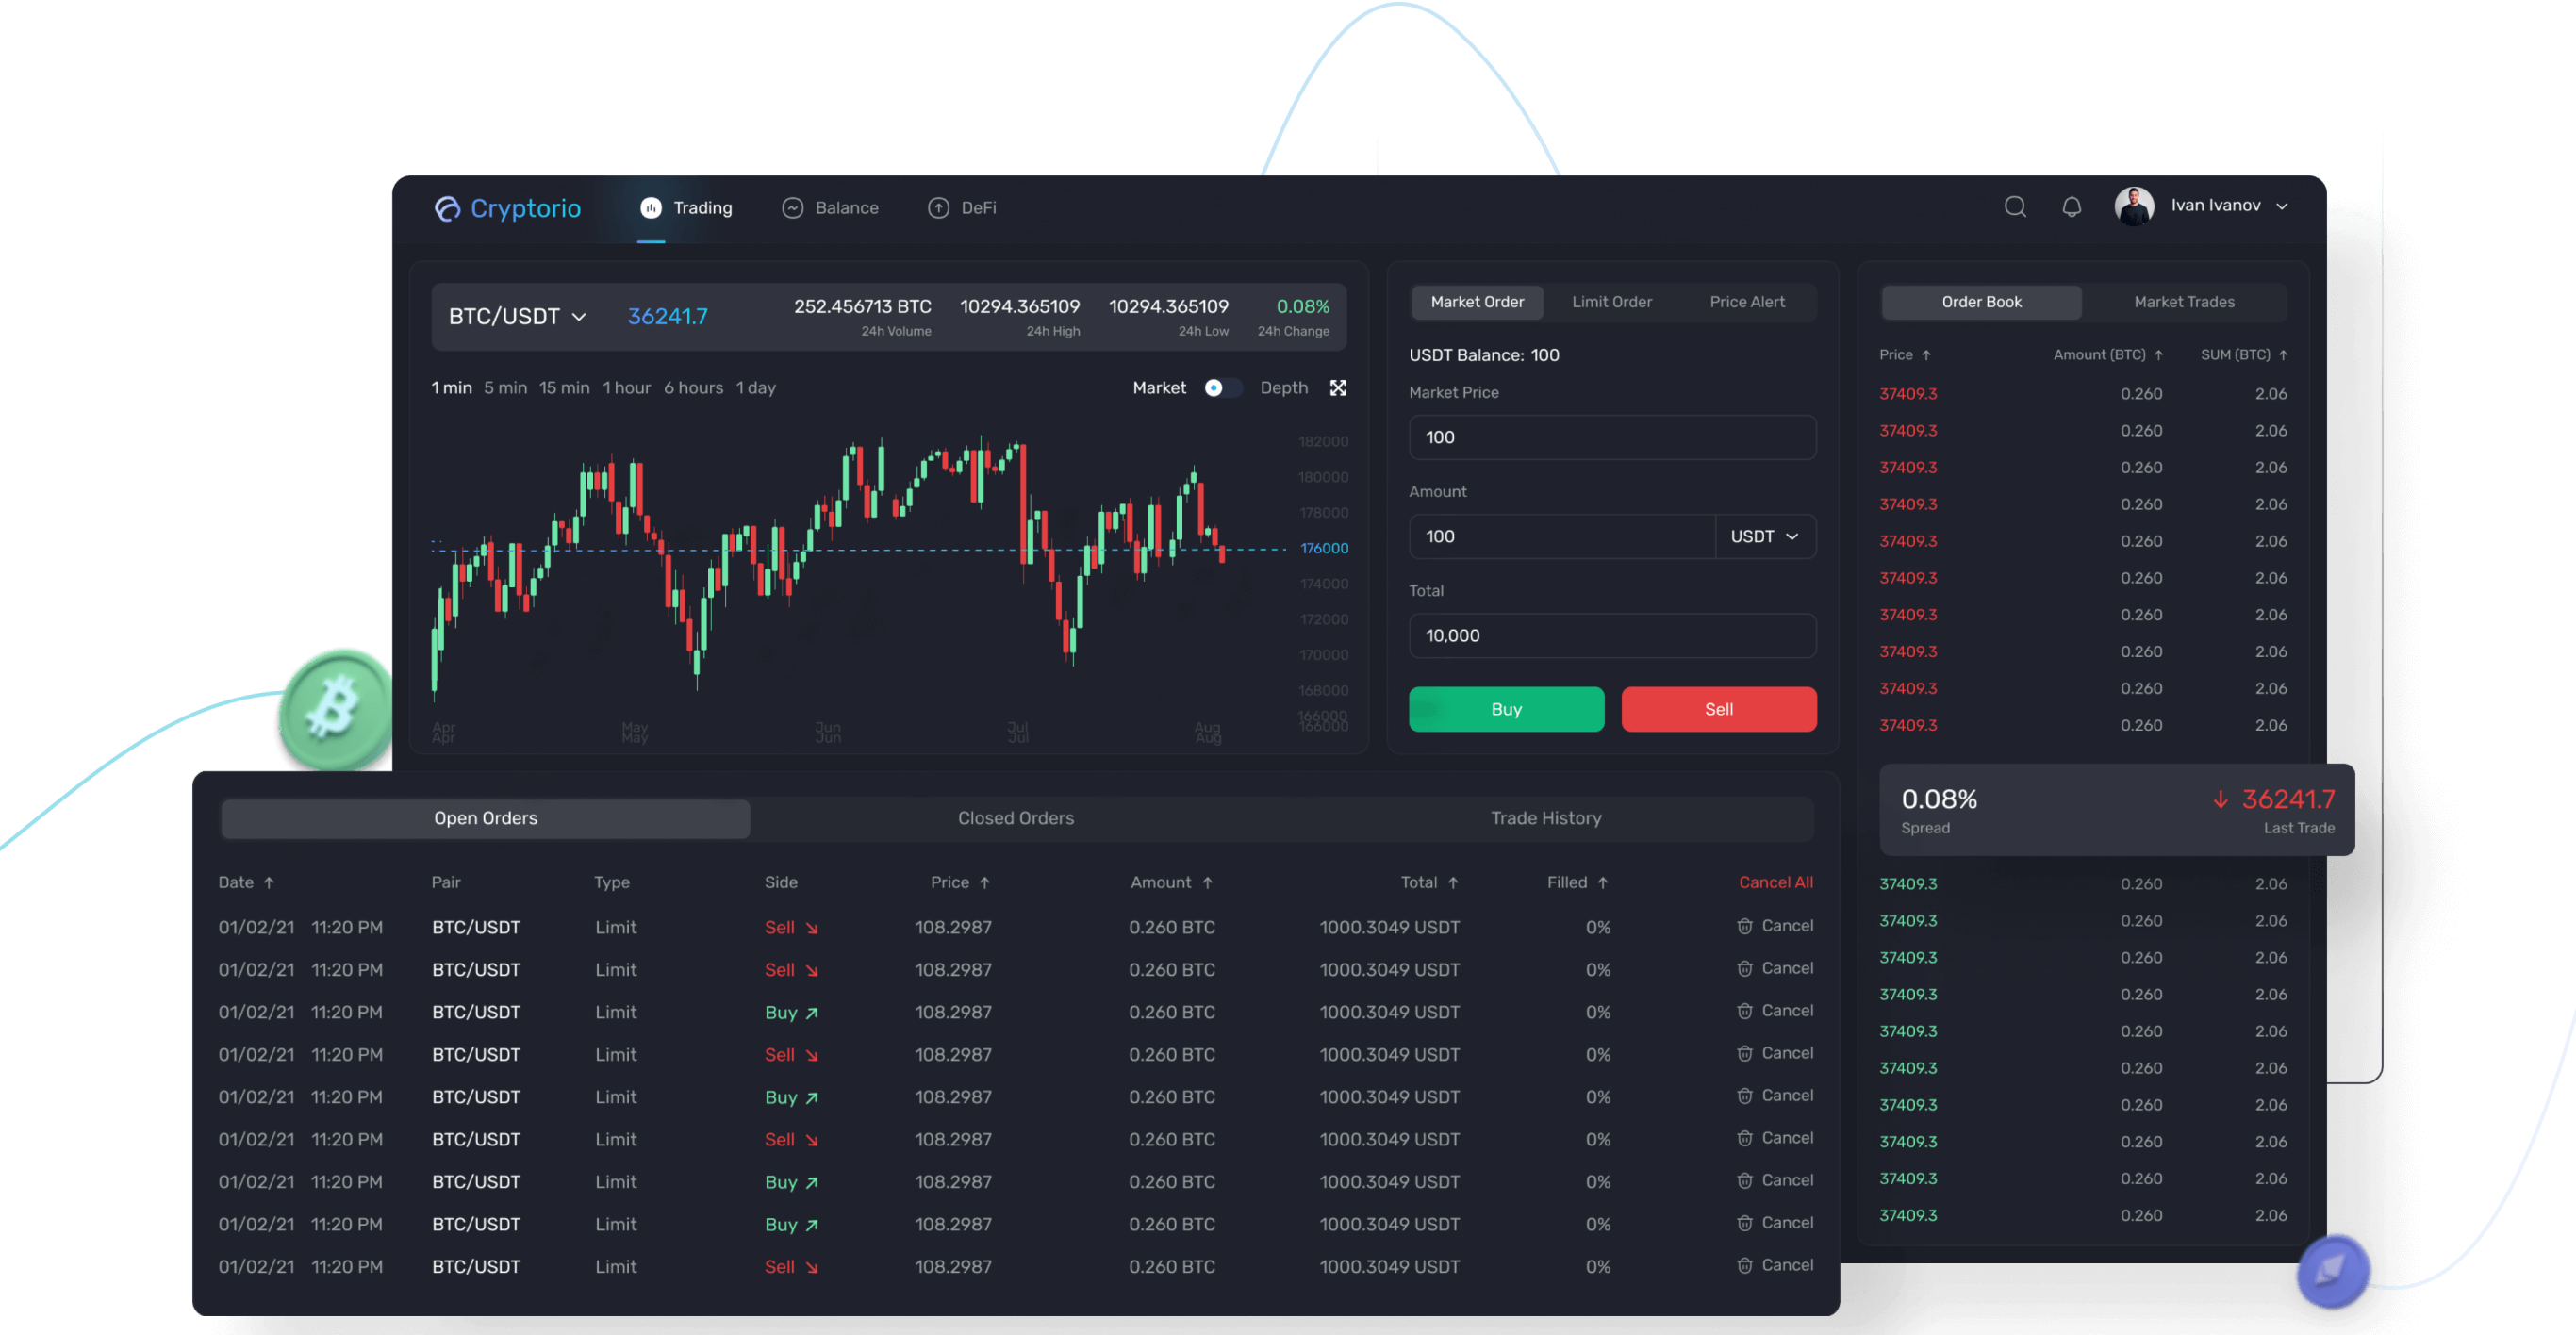 Cryptorio Trading Balance DeFi Ivan Ivanov
BTC/USDT 36241.7 252.456713 BTC 10294.365109 10294.365109 0.08%
24h Volume 24h High 24h Low 24h Change
1 min 5 min 15 min 1 hour 6 hours 1 day Market Depth
182000
180000
178000
176000
174000
172000
170000
168000
166000
166000
Apr May Jun Jul Aug
Apr May Jun Jul Aug
Market Order Limit Order Price Alert
USDT Balance: 100
Market Price
100
Amount
100 USDT
Total
10,000
Buy Sell
Order Book Market Trades
Price Amount (BTC) SUM (BTC)
37409.3 0.260 2.06
37409.3 0.260 2.06
37409.3 0.260 2.06
37409.3 0.260 2.06
37409.3 0.260 2.06
37409.3 0.260 2.06
37409.3 0.260 2.06
37409.3 0.260 2.06
37409.3 0.260 2.06
37409.3 0.260 2.06
0.08% 36241.7
Spread Last Trade
37409.3 0.260 2.06
37409.3 0.260 2.06
37409.3 0.260 2.06
37409.3 0.260 2.06
37409.3 0.260 2.06
37409.3 0.260 2.06
37409.3 0.260 2.06
37409.3 0.260 2.06
37409.3 0.260 2.06
37409.3 0.260 2.06
Open Orders Closed Orders Trade History
Date Pair Type Side Price Amount Total Filled Cancel All
01/02/21 11:20 PM BTC/USDT Limit Sell 108.2987 0.260 BTC 1000.3049 USDT 0% Cancel
01/02/21 11:20 PM BTC/USDT Limit Sell 108.2987 0.260 BTC 1000.3049 USDT 0% Cancel
01/02/21 11:20 PM BTC/USDT Limit Buy 108.2987 0.260 BTC 1000.3049 USDT 0% Cancel
01/02/21 11:20 PM BTC/USDT Limit Sell 108.2987 0.260 BTC 1000.3049 USDT 0% Cancel
01/02/21 11:20 PM BTC/USDT Limit Buy 108.2987 0.260 BTC 1000.3049 USDT 0% Cancel
01/02/21 11:20 PM BTC/USDT Limit Sell 108.2987 0.260 BTC 1000.3049 USDT 0% Cancel
01/02/21 11:20 PM BTC/USDT Limit Buy 108.2987 0.260 BTC 1000.3049 USDT 0% Cancel
01/02/21 11:20 PM BTC/USDT Limit Buy 108.2987 0.260 BTC 1000.3049 USDT 0% Cancel
01/02/21 11:20 PM BTC/USDT Limit Sell 108.2987 0.260 BTC 1000.3049 USDT 0% Cancel